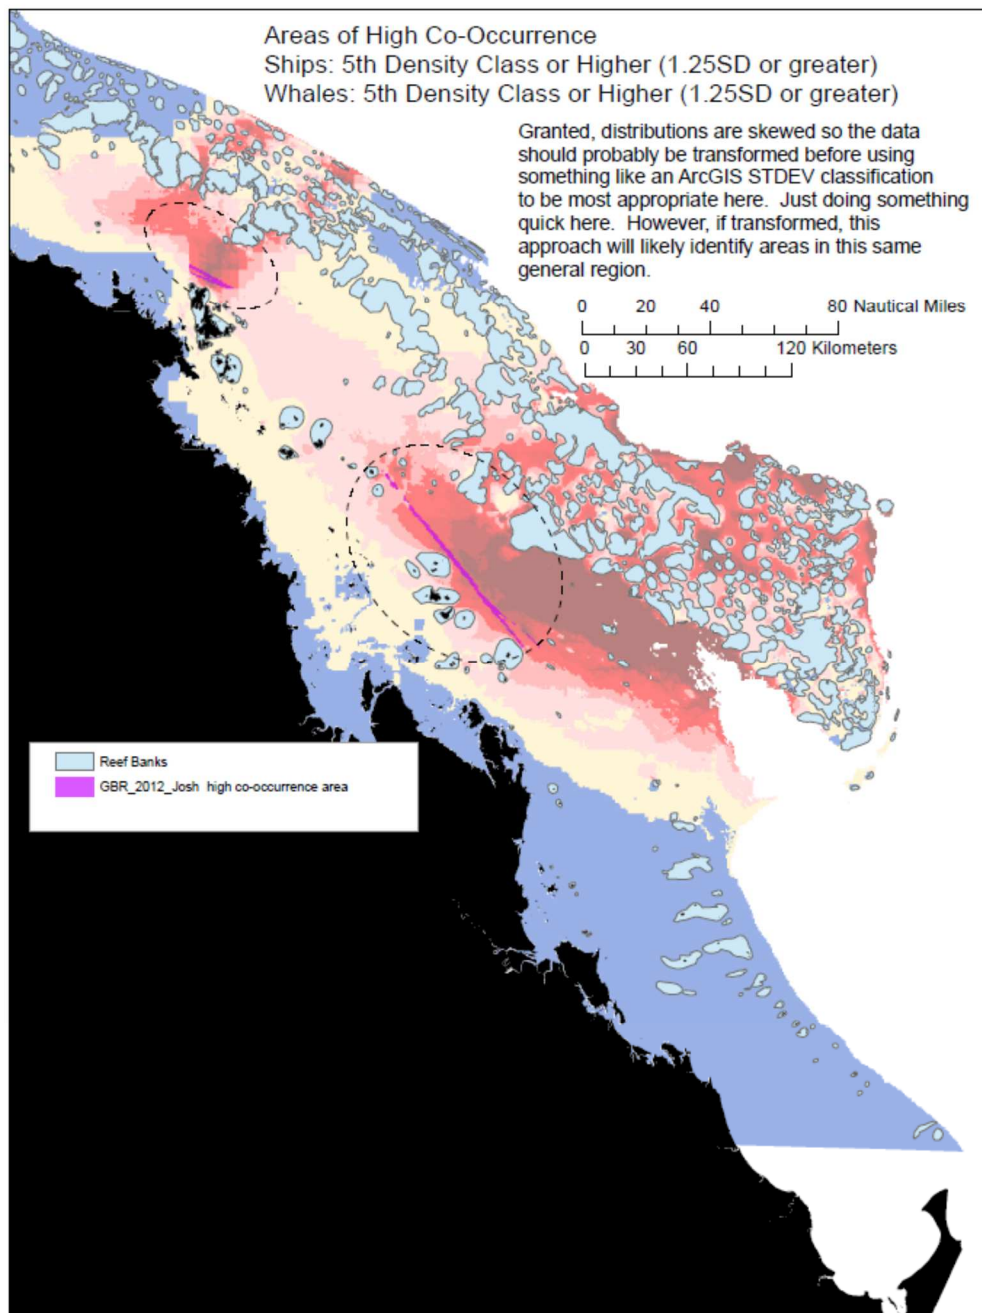 Areas of High Co-Occurrence
Ships: 5th Density Class or Higher (1.25SD or greater)
Whales: 5th Density Class or Higher (1.25SD or greater)
Granted, distributions are skewed so the data
should probably be transformed before using
something like an ArcGIS STDEV classification
to be most appropriate here. Just doing something
quick here. However, if transformed, this
approach will likely identify areas in this same
general region.
0 20 40 80 Nautical Miles
0 30 60 120 Kilometers
Reef Banks
GBR_2012_Josh high co-occurrence area